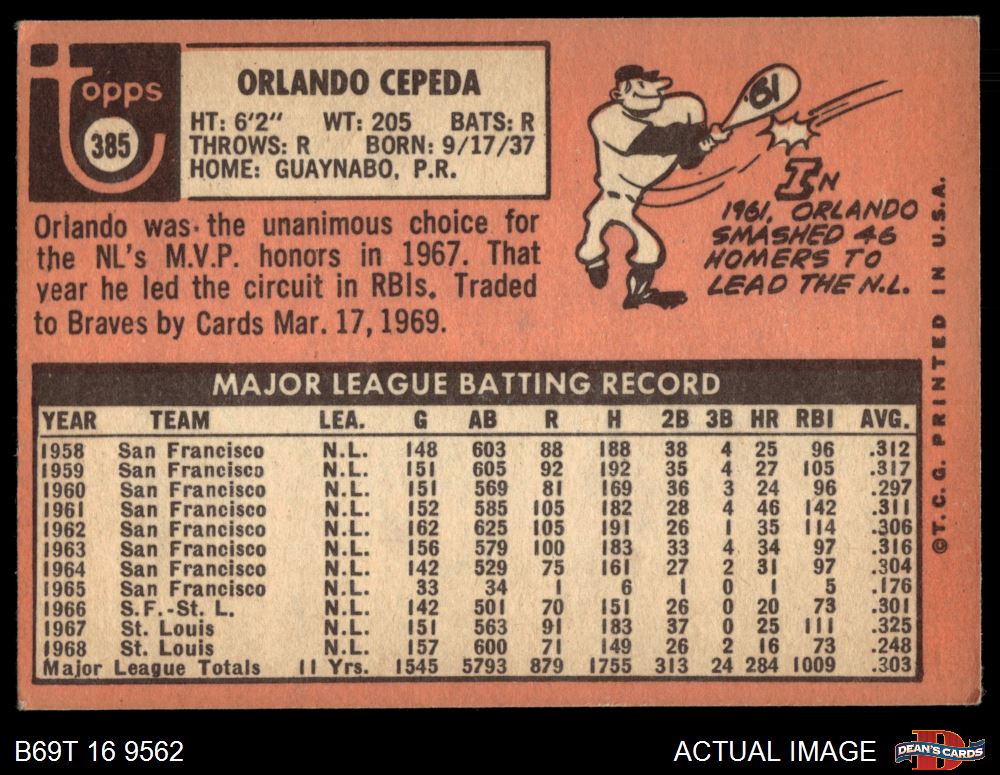 Topps
385
ORLANDO CEPEDA
HT: 6'2" WT: 205 BATS: R
THROWS: R BORN: 9/17/37
HOME: GUAYNABO, P.R.
Orlando was the unanimous choice for
the NL's M.V.P. honors in 1967. That
year he led the circuit in RBIs. Traded
to Braves by Cards Mar. 17, 1969.
'61
IN
1961, ORLANDO
SMASHED 46
HOMERS TO
LEAD THE N.L.
©T.C.G. PRINTED IN U.S.A.
MAJOR LEAGUE BATTING RECORD
YEAR TEAM LEA. G AB R H 2B 3B HR RBI AVG.
1958 San Francisco N.L. 148 603 88 188 38 4 25 96 .312
1959 San Francisco N.L. 151 605 92 192 35 4 27 105 .317
1960 San Francisco N.L. 151 569 81 169 36 3 24 96 .297
1961 San Francisco N.L. 152 585 105 182 28 4 46 142 .311
1962 San Francisco N.L. 162 625 105 191 26 1 35 114 .306
1963 San Francisco N.L. 156 579 100 183 33 4 34 97 .316
1964 San Francisco N.L. 142 529 75 161 27 2 31 97 .304
1965 San Francisco N.L. 33 34 1 6 1 0 1 5 .176
1966 S.F.-St. L. N.L. 142 501 70 151 26 0 20 73 .301
1967 St. Louis N.L. 151 563 91 183 37 0 25 111 .325
1968 St. Louis N.L. 157 600 71 149 26 2 16 73 .248
Major League Totals 11 Yrs. 1545 5793 879 1755 313 24 284 1009 .303
B69T 16 9562
ACTUAL IMAGE
D
DEAN'S CARDS